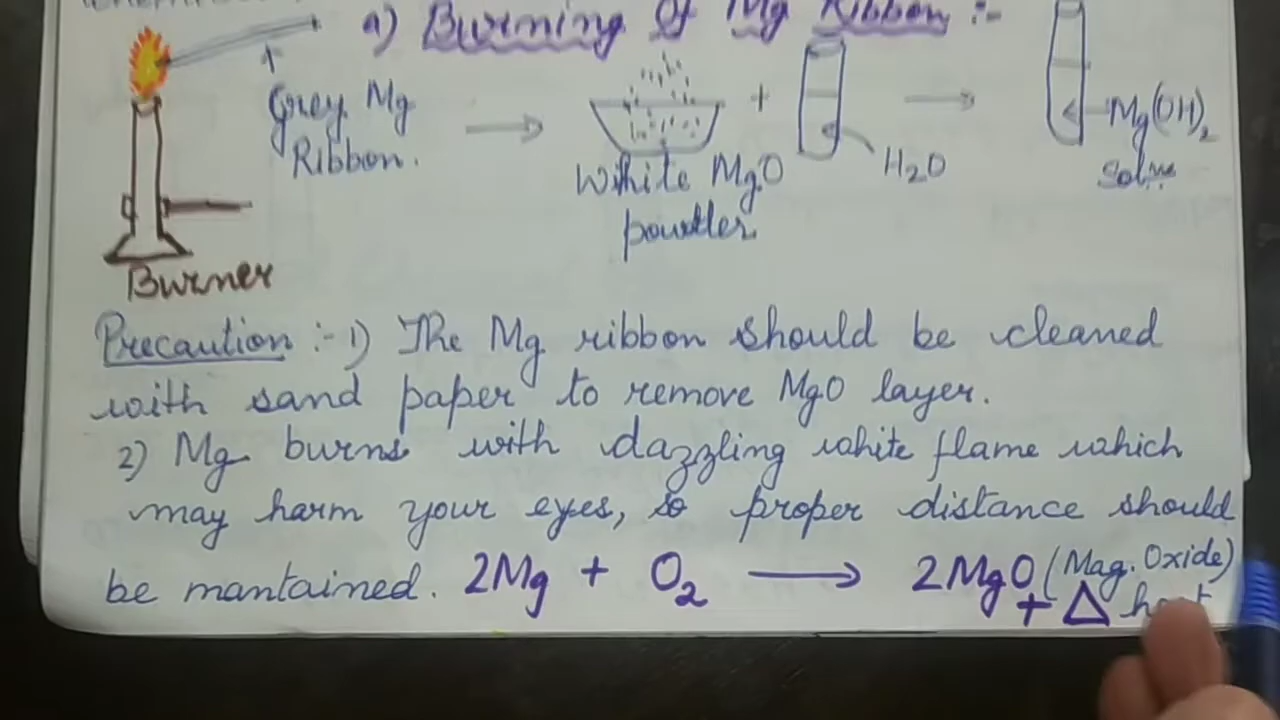 a) Burning Of Mg Ribbon :-
Grey Mg
Ribbon.
White MgO
powder
+
H2O
Mg(OH)2
Soln
Burner
Precaution :- 1) The Mg ribbon should be cleaned
with sand paper to remove MgO layer.
2) Mg burns with dazzling white flame which
may harm your eyes, so proper distance should
be mantained. 2Mg + O2 → 2MgO (Mag. Oxide)
+ Δ heat